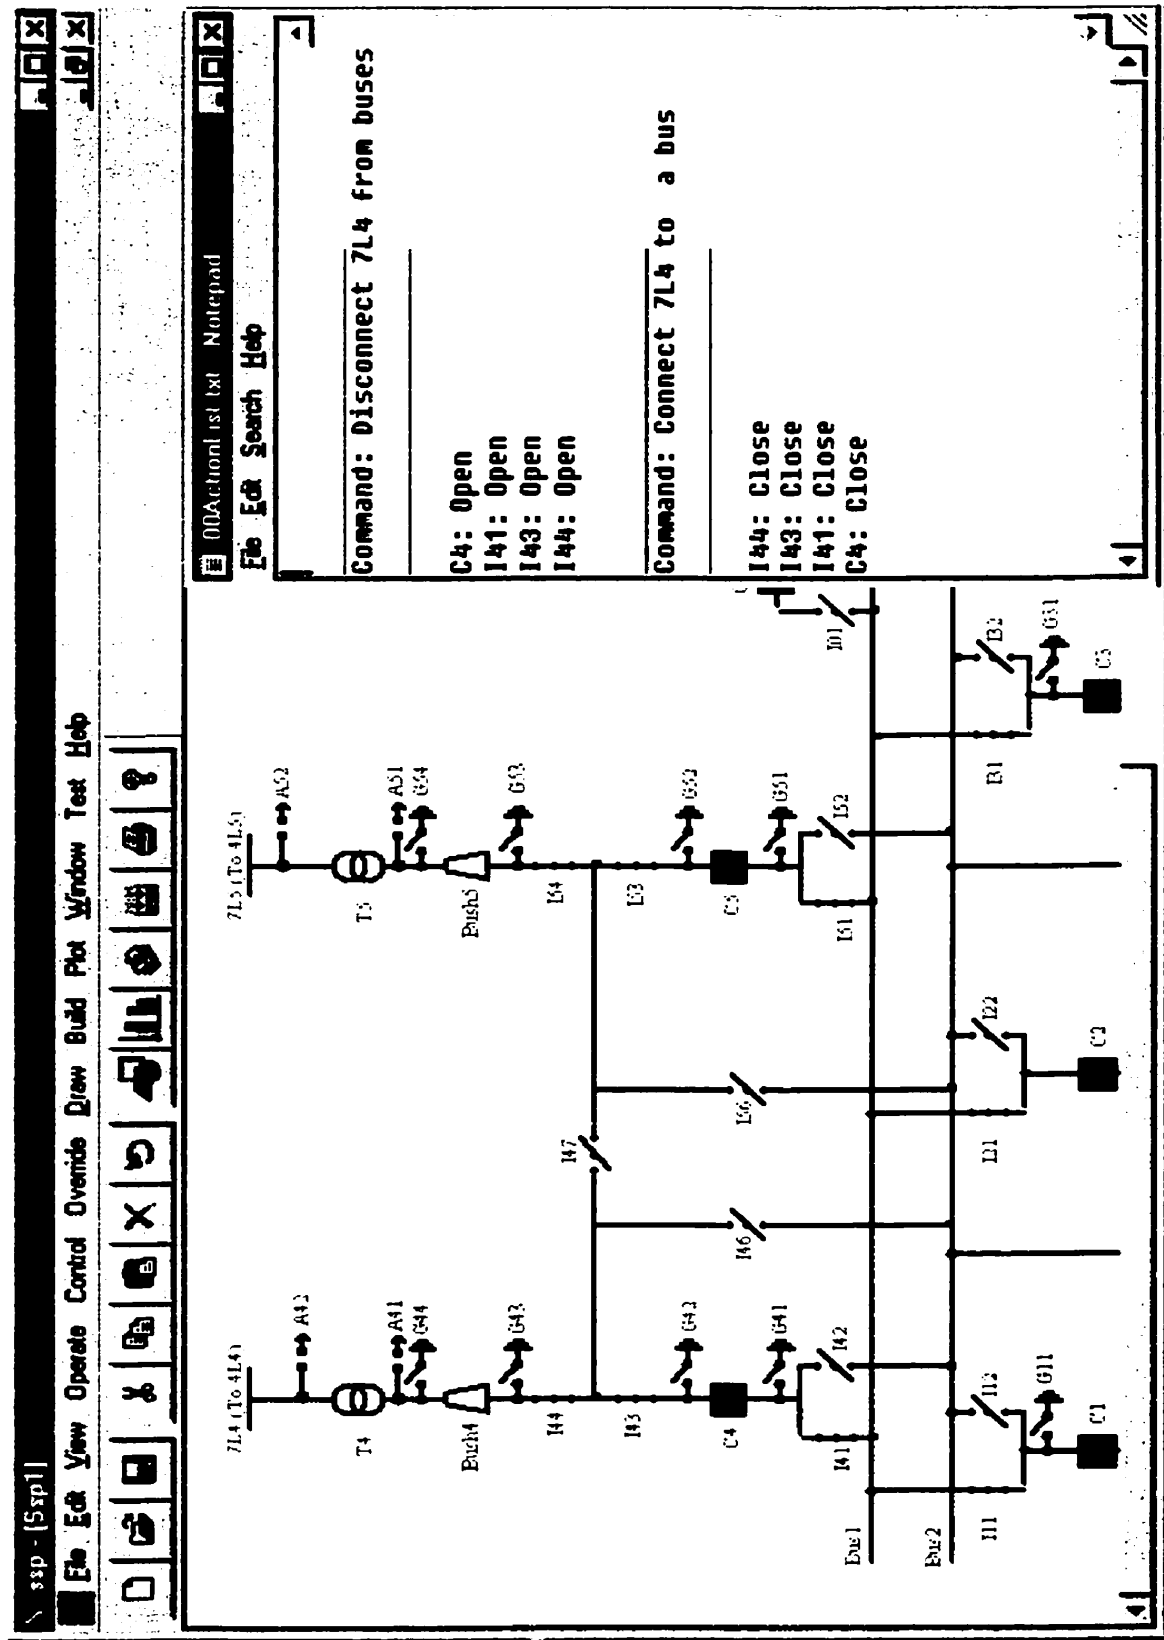 ssp - [Ssp1]
File Edit View Operate Control Override Draw Build Plot Window Test Help
00ActionList.txt Notepad
File Edit Search Help
Command: Disconnect 7L4 from buses
C4: Open
I41: Open
I43: Open
I44: Open
Command: Connect 7L4 to a bus
I44: Close
I43: Close
I41: Close
C4: Close
7L4 (To 4L4)
7L5 (To 4L5)
A42
A52
T4
A41
G44
T5
A51
G54
Bush4
G43
Bush5
G53
I44
I47
I54
I43
I53
G42
G52
C4
I46
I56
C5
G41
G51
I41
I42
I51
I52
I01
Bus1
Bus2
I11
I12
I21
I22
I31
I32
G11
G31
C1
C2
C3